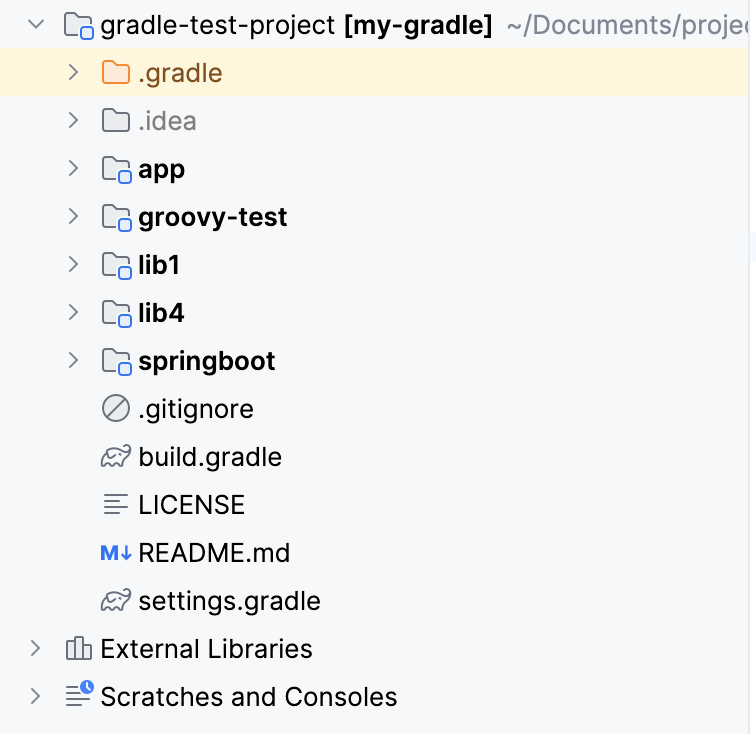 gradle-test-project [my-gradle] ~/Documents/proje
.gradle
.idea
app
groovy-test
lib1
lib4
springboot
.gitignore
build.gradle
LICENSE
M↓ README.md
settings.gradle
External Libraries
Scratches and Consoles